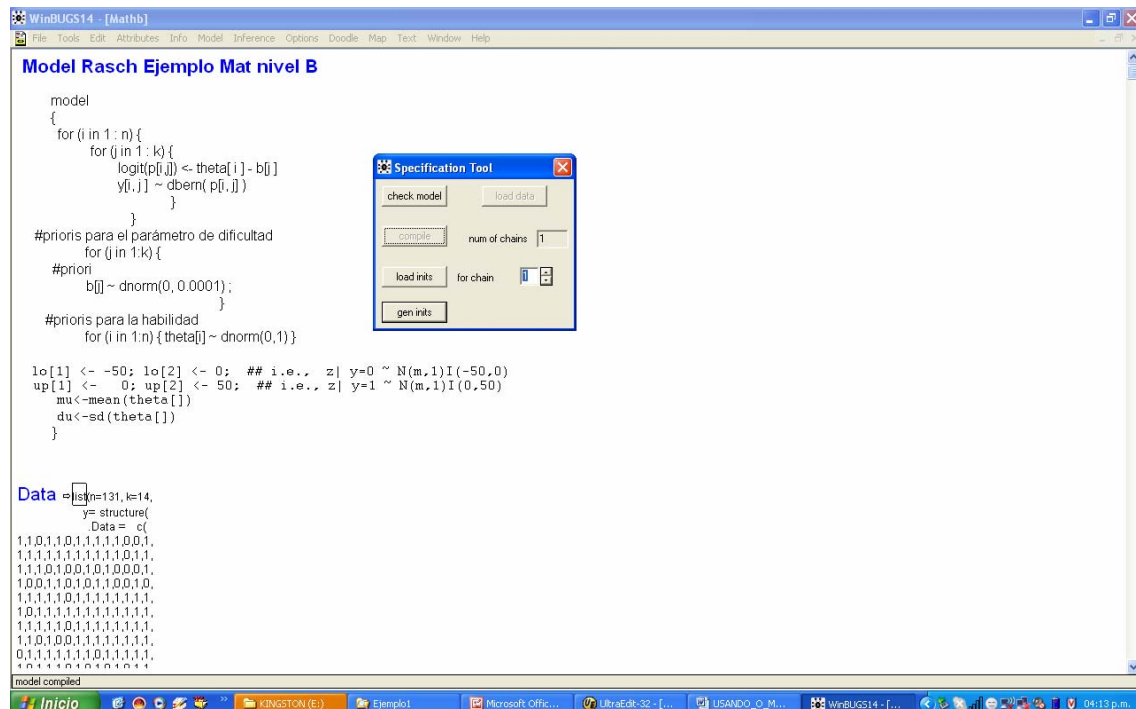 WinBUGS14 - [Mathb]
File Tools Edit Attributes Info Model Inference Options Doodle Map Text Window Help
Model Rasch Ejemplo Mat nivel B
model
{
for (i in 1 : n) {
for (j in 1 : k) {
logit(p[i,j]) <- theta[ i ] - b[j ]
y[i, j ] ~ dbern( p[i, j] )
}
}
#prioris para el parámetro de dificultad
for (j in 1:k) {
#priori
b[j] ~ dnorm(0, 0.0001) ;
}
#prioris para la habilidad
for (i in 1:n) { theta[i] ~ dnorm(0,1) }
lo[1] <- -50; lo[2] <- 0; ## i.e., z| y=0 ~ N(m,1)I(-50,0)
up[1] <- 0; up[2] <- 50; ## i.e., z| y=1 ~ N(m,1)I(0,50)
mu<-mean(theta[])
du<-sd(theta[])
}
Specification Tool
check model
load data
compile
num of chains 1
load inits
for chain 1
gen inits
Data ⇨list(n=131, k=14,
y= structure(
.Data = c(
1,1,0,1,1,0,1,1,1,1,1,0,0,1,
1,1,1,1,1,1,1,1,1,1,1,0,1,1,
1,1,1,0,1,0,0,1,0,1,0,0,0,1,
1,0,0,1,1,0,1,0,1,1,0,0,1,0,
1,1,1,1,1,0,1,1,1,1,1,1,1,1,
1,0,1,1,1,1,1,1,1,1,1,1,1,1,
1,1,1,1,1,0,1,1,1,1,1,1,1,1,
1,1,0,1,0,0,1,1,1,1,1,1,1,1,
0,1,1,1,1,1,1,1,0,1,1,1,1,1,
model compiled
Inicio
KINGSTON (E:)
Ejemplo1
Microsoft Offic...
UltraEdit-32 - [...
USANDO_O_M...
WinBUGS14 - [...
04:13 p.m.